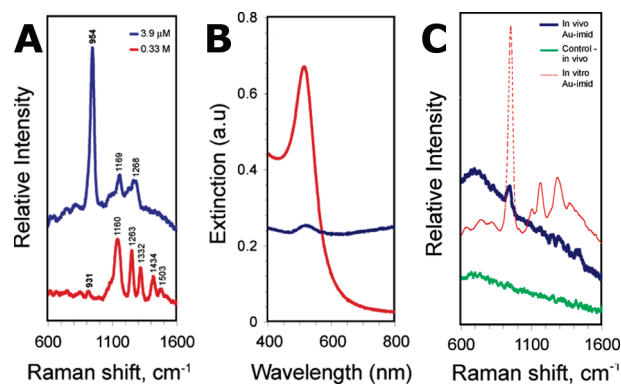 A
3.9 µM
0.33 M
954
1169
1268
1160
1263
1332
1434
1503
931
Relative Intensity
600
1100
1600
Raman shift, cm-1
B
Extinction (a.u)
0.8
0.6
0.4
0.2
0
400
600
800
Wavelength (nm)
C
In vivo
Au-imid
Control -
in vivo
In vitro
Au-imid
Relative Intensity
600
1100
1600
Raman shift, cm-1